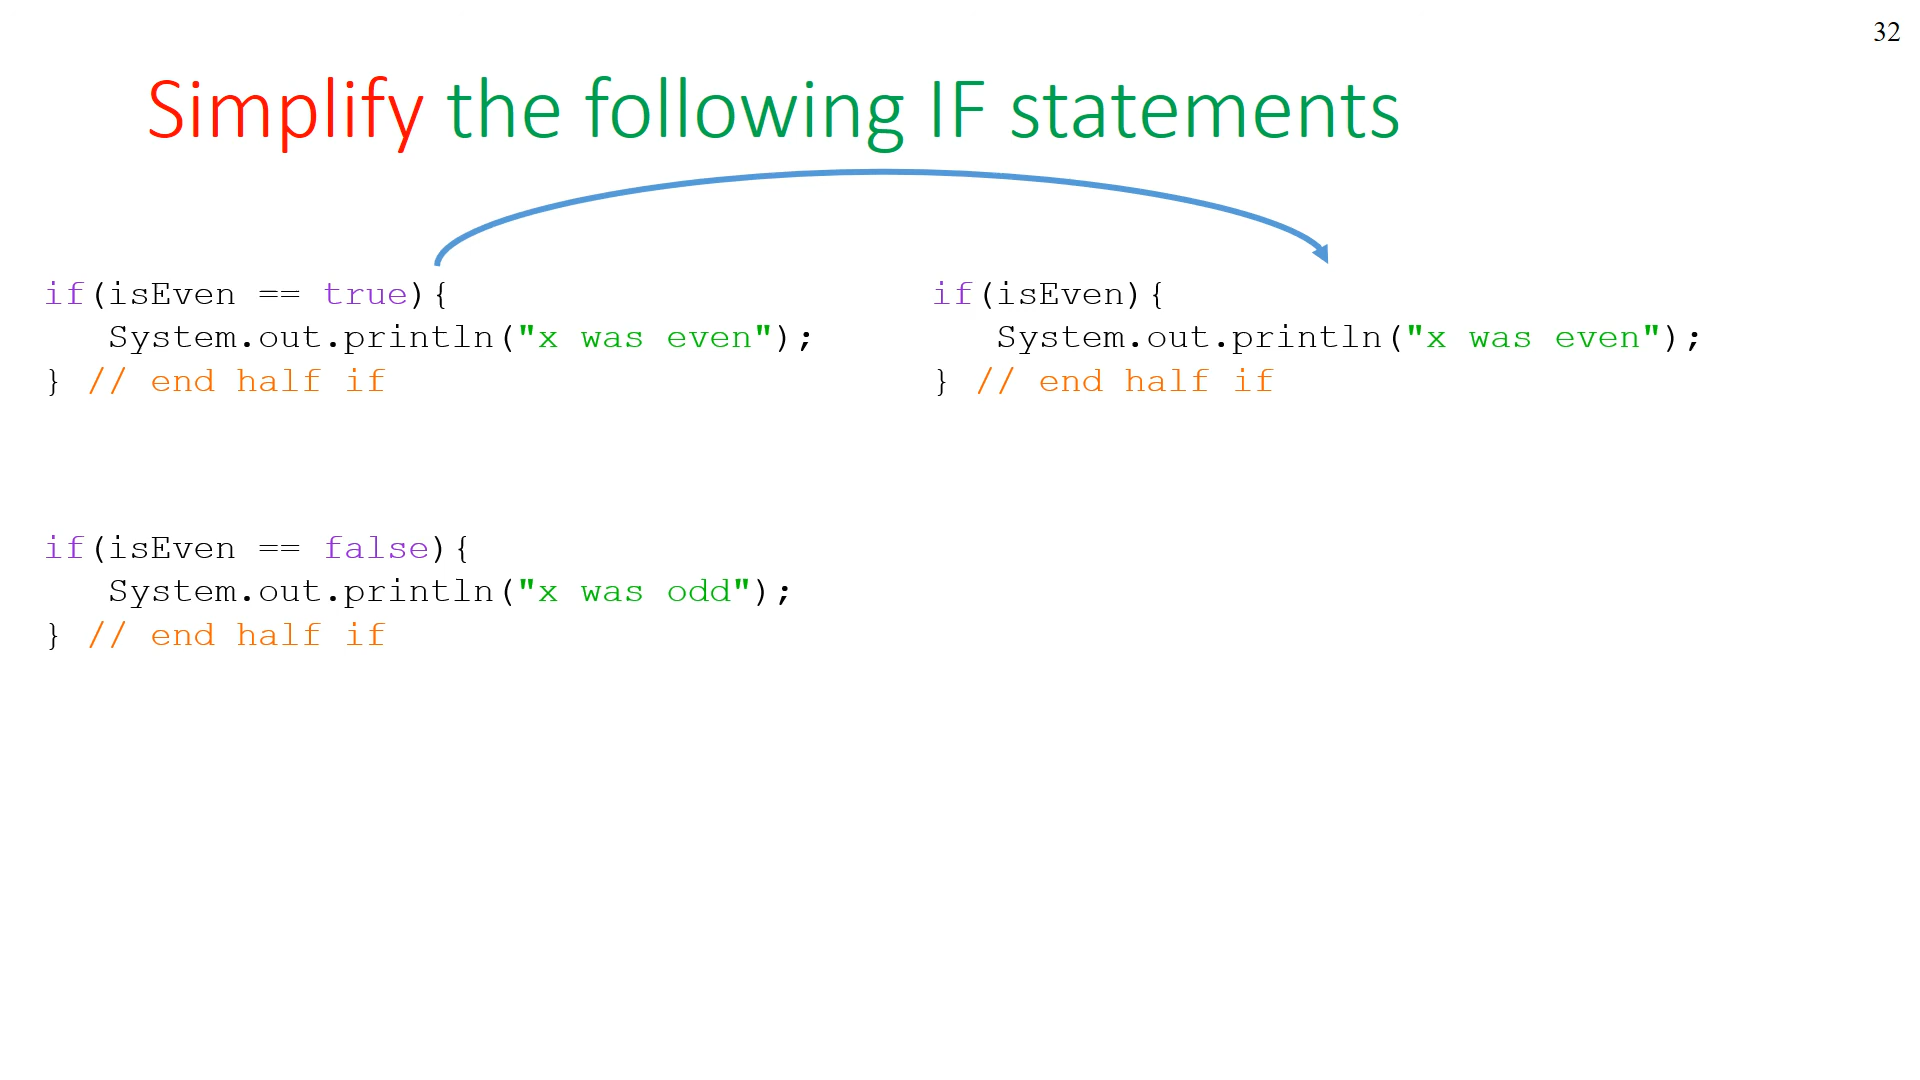 32
Simplify the following IF statements
if(isEven == true){
   System.out.println("x was even");
} // end half if
if(isEven){
   System.out.println("x was even");
} // end half if
if(isEven == false){
   System.out.println("x was odd");
} // end half if